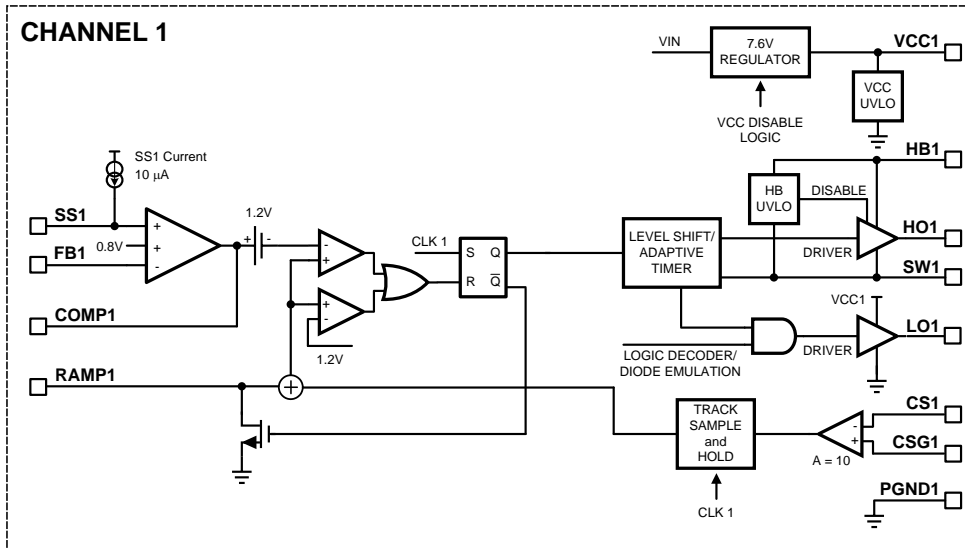 CHANNEL 1
VIN
7.6V
REGULATOR
VCC1
VCC
UVLO
VCC DISABLE
LOGIC
SS1 Current
10 μA
HB1
HB
UVLO
DISABLE
SS1
0.8V
FB1
+
+
-
1.2V
+
-
-
+
CLK 1
S
Q
R
Q̅
LEVEL SHIFT/
ADAPTIVE
TIMER
DRIVER
HO1
SW1
COMP1
+
-
1.2V
VCC1
LO1
LOGIC DECODER/
DIODE EMULATION
DRIVER
RAMP1
+
TRACK
SAMPLE
and
HOLD
CLK 1
-
+
A = 10
CS1
CSG1
PGND1